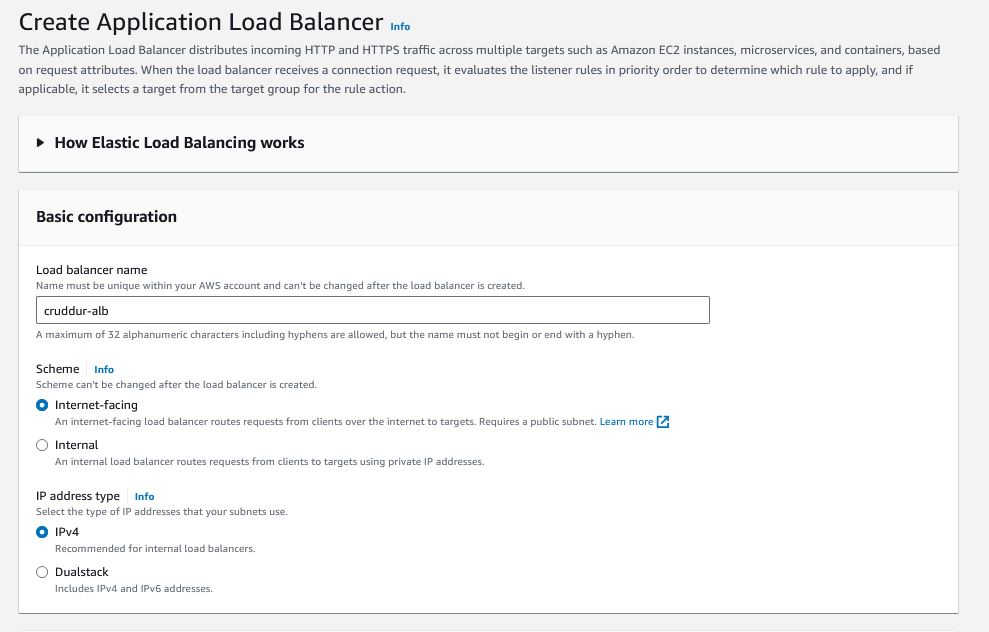 Create Application Load Balancer Info
The Application Load Balancer distributes incoming HTTP and HTTPS traffic across multiple targets such as Amazon EC2 instances, microservices, and containers, based
on request attributes. When the load balancer receives a connection request, it evaluates the listener rules in priority order to determine which rule to apply, and if
applicable, it selects a target from the target group for the rule action.
How Elastic Load Balancing works
Basic configuration
Load balancer name
Name must be unique within your AWS account and can't be changed after the load balancer is created.
cruddur-alb
A maximum of 32 alphanumeric characters including hyphens are allowed, but the name must not begin or end with a hyphen.
Scheme Info
Scheme can't be changed after the load balancer is created.
Internet-facing
An internet-facing load balancer routes requests from clients over the internet to targets. Requires a public subnet. Learn more
Internal
An internal load balancer routes requests from clients to targets using private IP addresses.
IP address type Info
Select the type of IP addresses that your subnets use.
IPv4
Recommended for internal load balancers.
Dualstack
Includes IPv4 and IPv6 addresses.